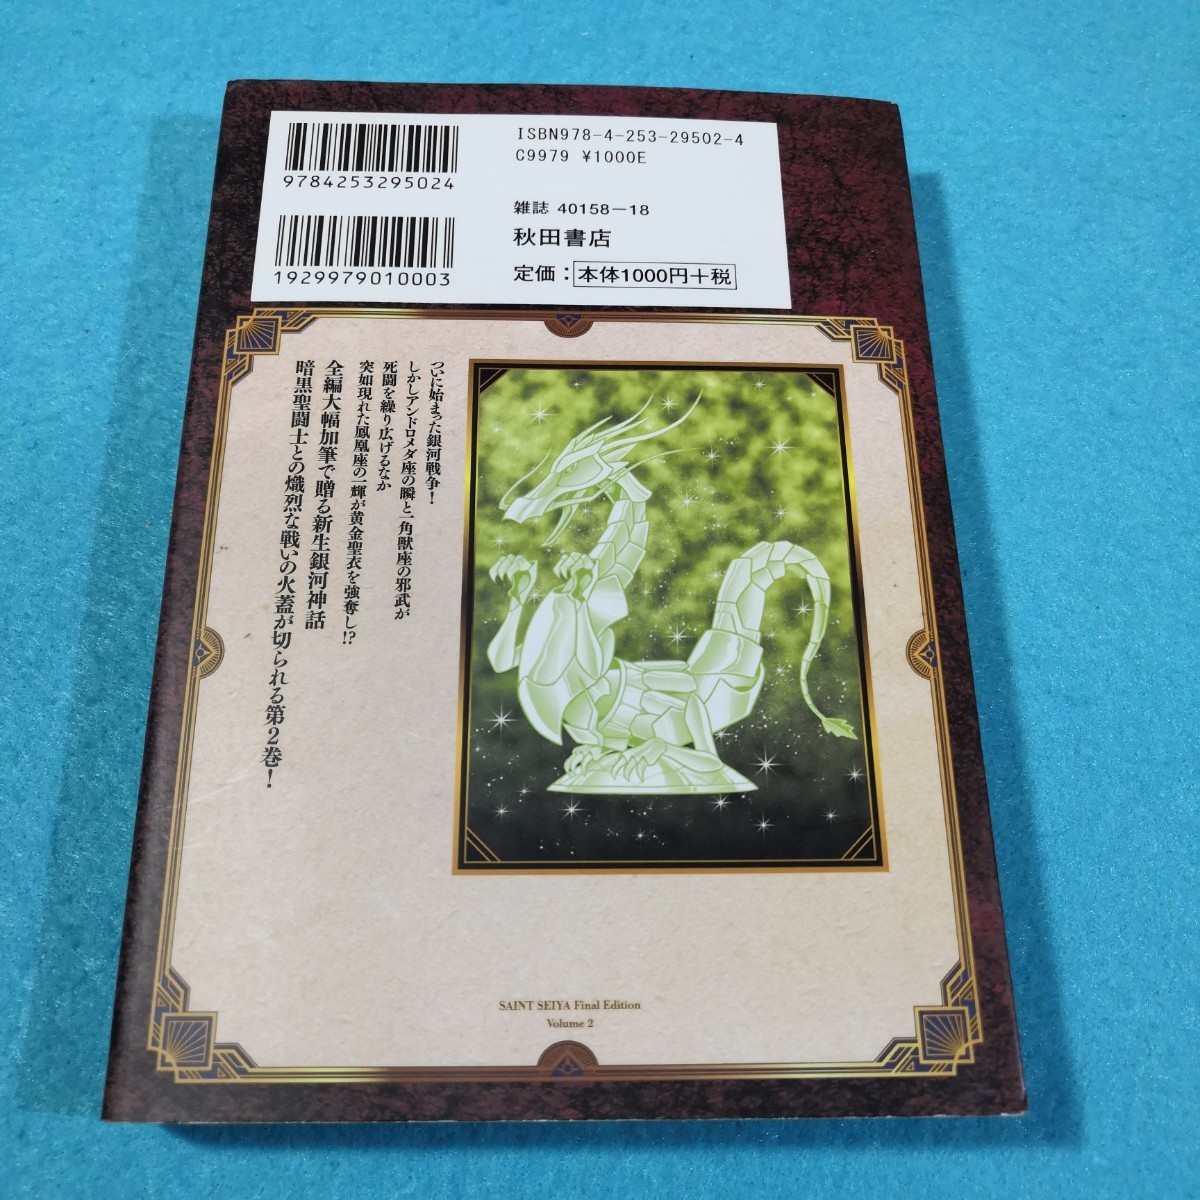 ISBN978-4-253-29502-4
C9979 ¥1000E
9784253295024
雑誌 40158-18
秋田書店
1929979010003
定価：本体1000円+税
ついに始まった銀河戦争！
しかしアンドロメダ座の瞬と一角獣座の邪武が
死闘を繰り広げるなか
突如現れた鳳凰座の一輝が黄金聖衣を強奪し!?
全編大幅加筆で贈る新生銀河神話
暗黒聖闘士との熾烈な戦いの火蓋が切られる第2巻！
SAINT SEIYA Final Edition
Volume 2